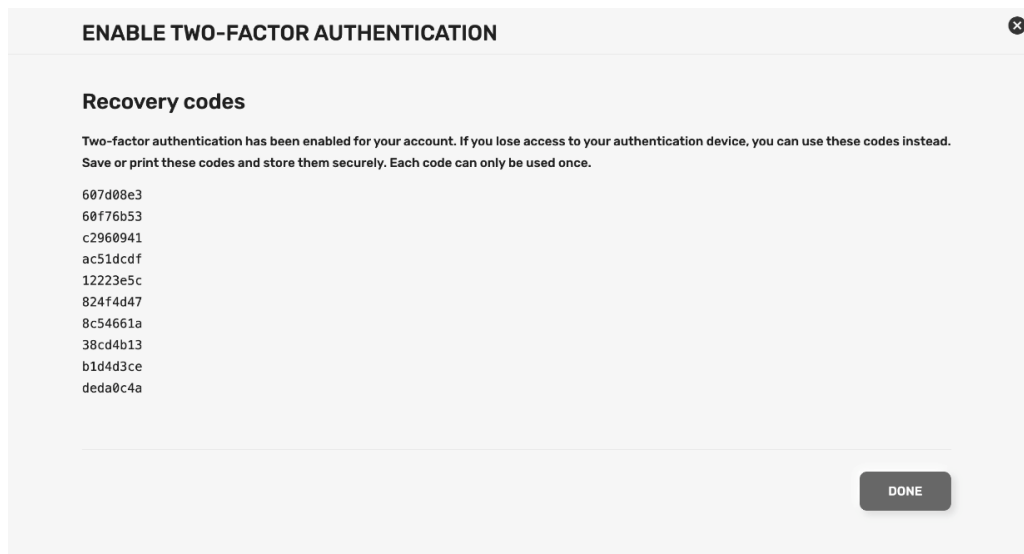 ENABLE TWO-FACTOR AUTHENTICATION
Recovery codes
Two-factor authentication has been enabled for your account. If you lose access to your authentication device, you can use these codes instead.
Save or print these codes and store them securely. Each code can only be used once.
607d08e3
60f76b53
c2960941
ac51dcdf
12223e5c
824f4d47
8c54661a
38cd4b13
b1d4d3ce
deda0c4a
DONE